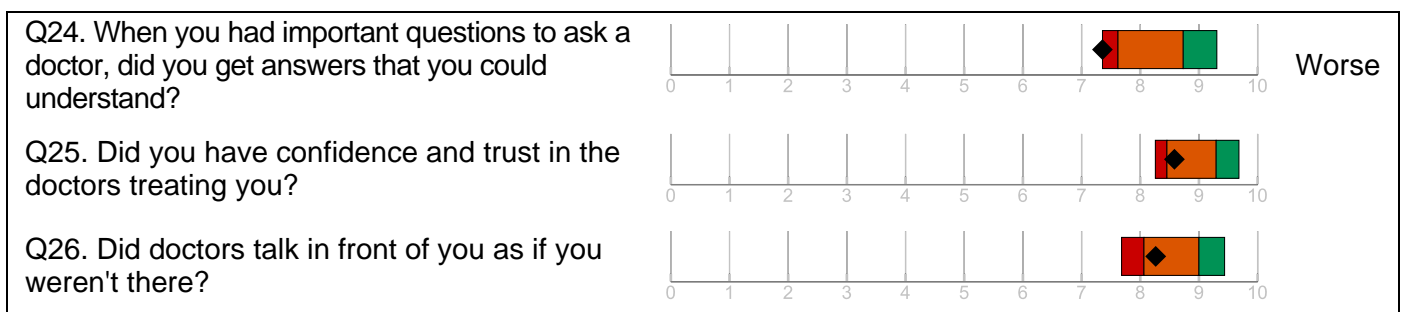 Q24. When you had important questions to ask a
doctor, did you get answers that you could
understand?
0 1 2 3 4 5 6 7 8 9 10
Worse
Q25. Did you have confidence and trust in the
doctors treating you?
0 1 2 3 4 5 6 7 8 9 10
Q26. Did doctors talk in front of you as if you
weren't there?
0 1 2 3 4 5 6 7 8 9 10